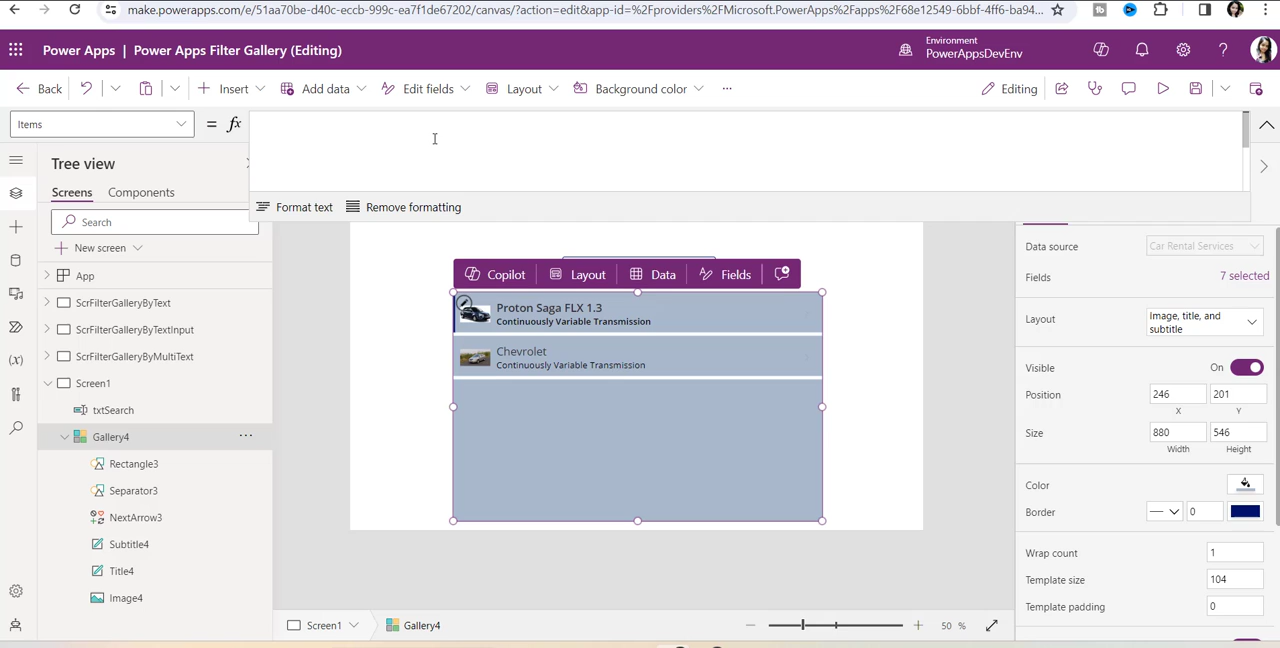 make.powerapps.com/e/51aa70be-d40c-eccb-999c-ea7f1de67202/canvas/?action=edit&app-id=%2Fproviders%2FMicrosoft.PowerApps%2Fapps%2F68e12549-6bbf-4ff6-ba94...
Power Apps | Power Apps Filter Gallery (Editing)
Environment
PowerAppsDevEnv
Back
Insert
Add data
Edit fields
Layout
Background color
...
Editing
Items
= fx
Tree view
Screens
Components
Search
New screen
App
ScrFilterGalleryByText
ScrFilterGalleryByTextInput
ScrFilterGalleryByMultiText
Screen1
txtSearch
Gallery4
...
Rectangle3
Separator3
NextArrow3
Subtitle4
Title4
Image4
Format text
Remove formatting
Copilot
Layout
Data
Fields
Proton Saga FLX 1.3
Continuously Variable Transmission
Chevrolet
Continuously Variable Transmission
Screen1
Gallery4
50 %
Data source
Car Rental Services
Fields
7 selected
Layout
Image, title, and
subtitle
Visible
On
Position
246
201
X
Y
Size
880
546
Width
Height
Color
Border
0
Wrap count
1
Template size
104
Template padding
0